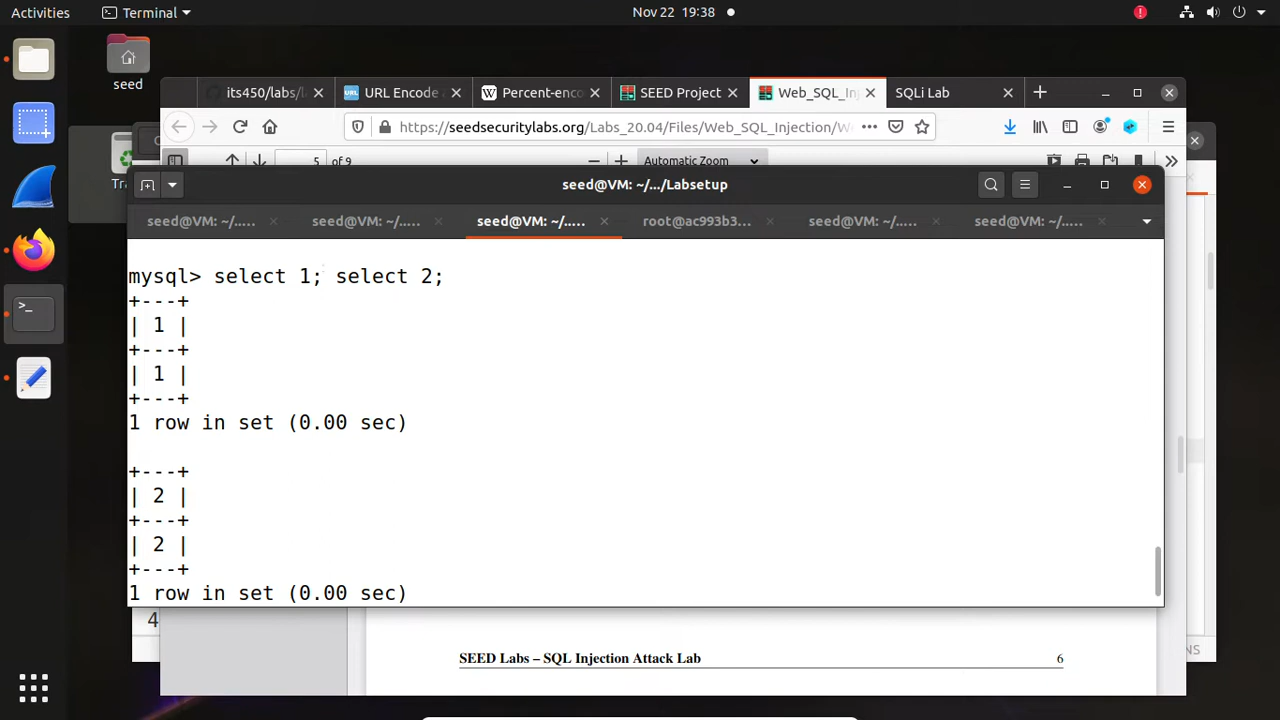 Activities
Terminal
Nov 22 19:38
seed
its450/labs/l
URL Encode
Percent-enco
SEED Project
Web_SQL_In
SQLi Lab
https://seedsecuritylabs.org/Labs_20.04/Files/Web_SQL_Injection/W
5 of 9
Automatic Zoom
Tra
seed@VM: ~/.../Labsetup
seed@VM: ~/.....
seed@VM: ~/.....
seed@VM: ~/.....
root@ac993b3...
seed@VM: ~/.....
seed@VM: ~/.....
mysql> select 1; select 2;
+---+
| 1 |
+---+
| 1 |
+---+
1 row in set (0.00 sec)
+---+
| 2 |
+---+
| 2 |
+---+
1 row in set (0.00 sec)
4
NS
SEED Labs – SQL Injection Attack Lab
6